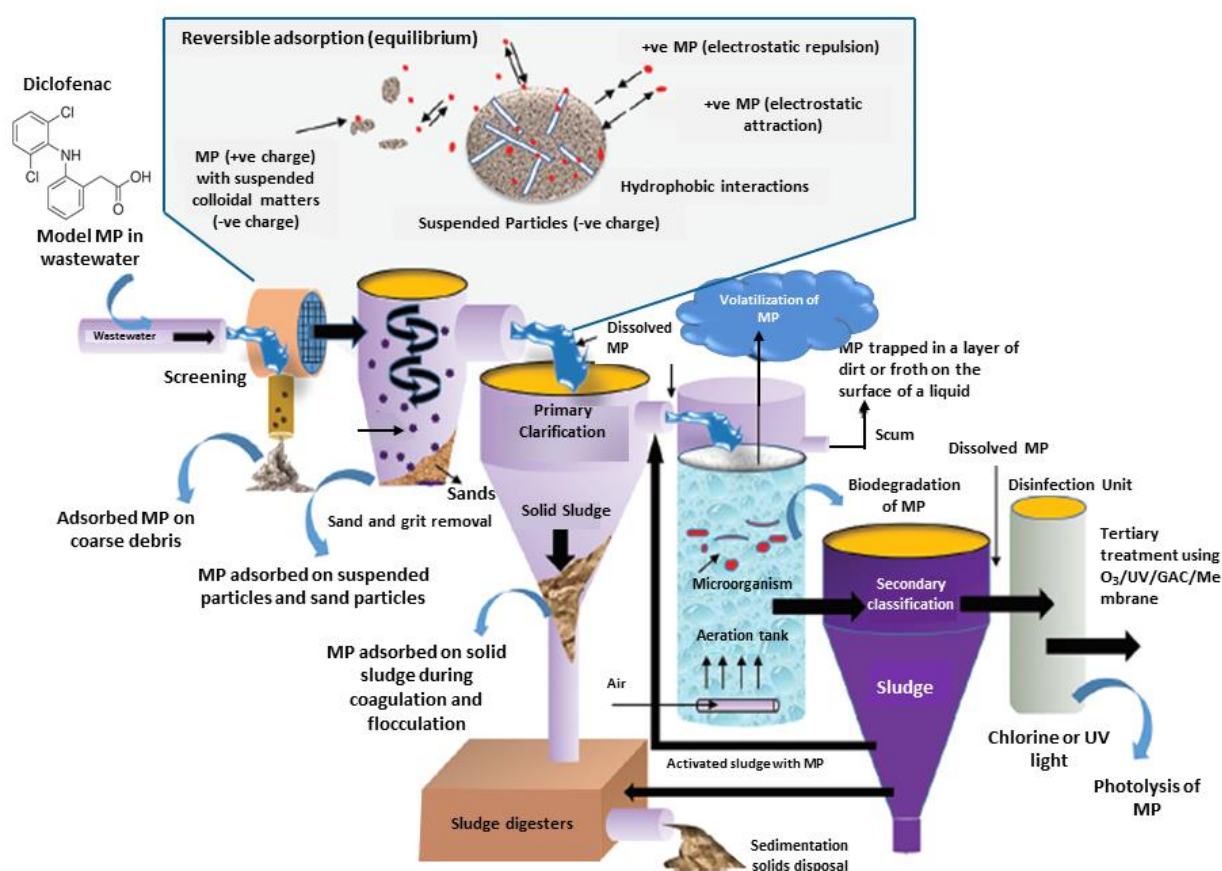 Reversible adsorption (equilibrium)
+ve MP (electrostatic repulsion)
+ve MP (electrostatic
attraction)
Hydrophobic interactions
MP (+ve charge)
with suspended
colloidal matters
(-ve charge)
Suspended Particles (-ve charge)
Diclofenac
Cl
NH
Cl
OH
O
Model MP in
wastewater
Wastewater
Screening
Adsorbed MP on
coarse debris
Sands
Sand and grit removal
MP adsorbed on suspended
particles and sand particles
Dissolved
MP
Primary
Clarification
Solid Sludge
MP adsorbed on solid
sludge during
coagulation and
flocculation
Volatilization of
MP
MP trapped in a layer of
dirt or froth on the
surface of a liquid
Scum
Biodegradation
of MP
Microorganism
Aeration tank
Air
Activated sludge with MP
Dissolved MP
Secondary
classification
Sludge
Disinfection Unit
Tertiary
treatment using
O₃/UV/GAC/Me
mbrane
Chlorine or UV
light
Photolysis of
MP
Sludge digesters
Sedimentation
solids disposal